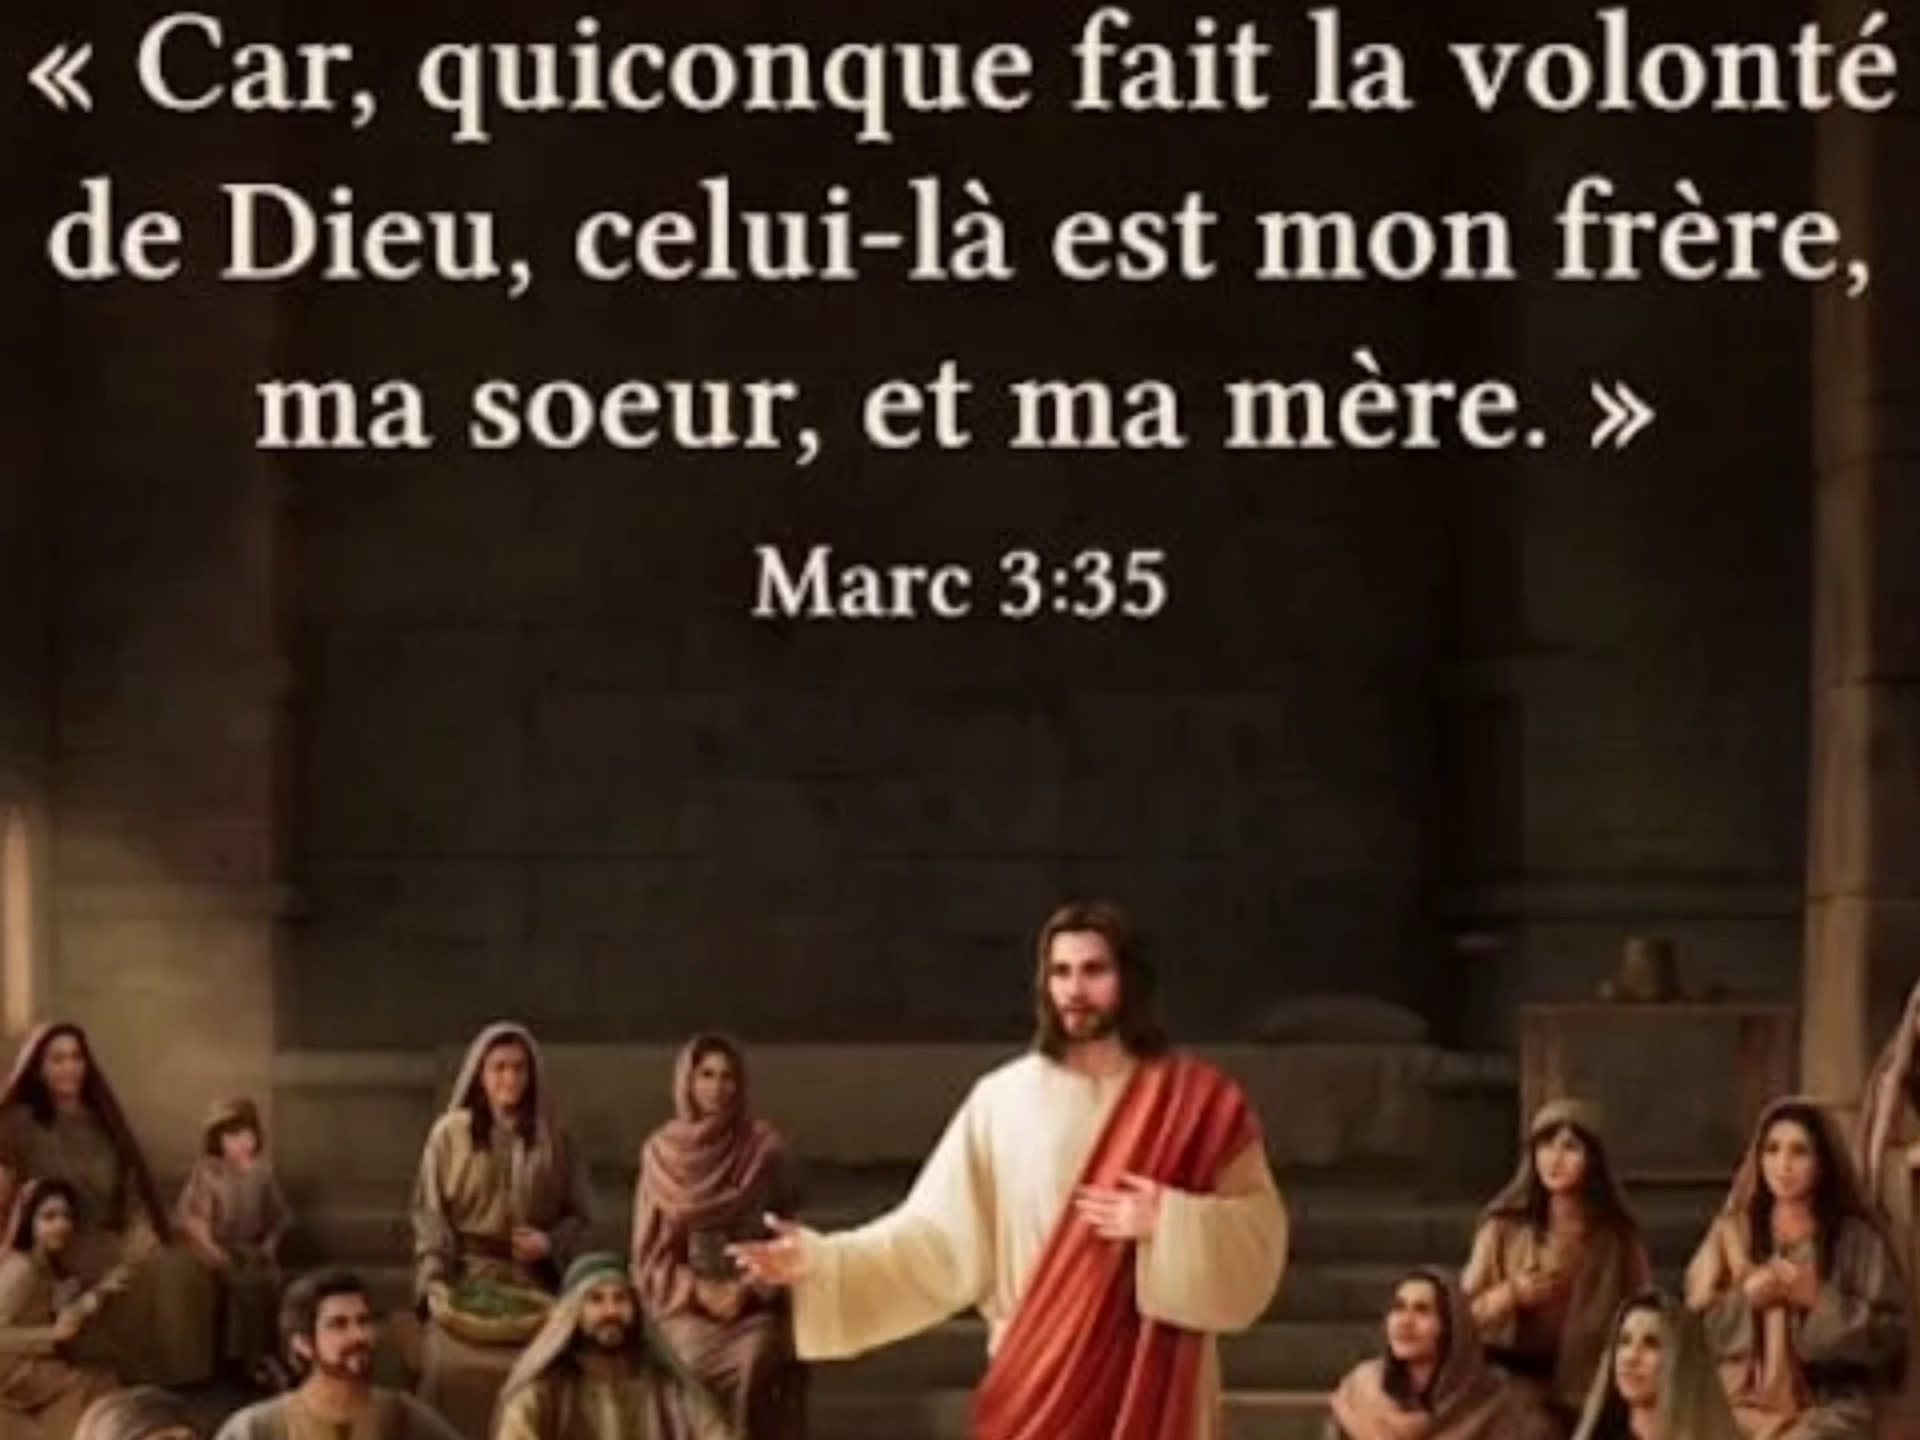 « Car, quiconque fait la volonté
de Dieu, celui-là est mon frère,
ma soeur, et ma mère. »
Marc 3:35